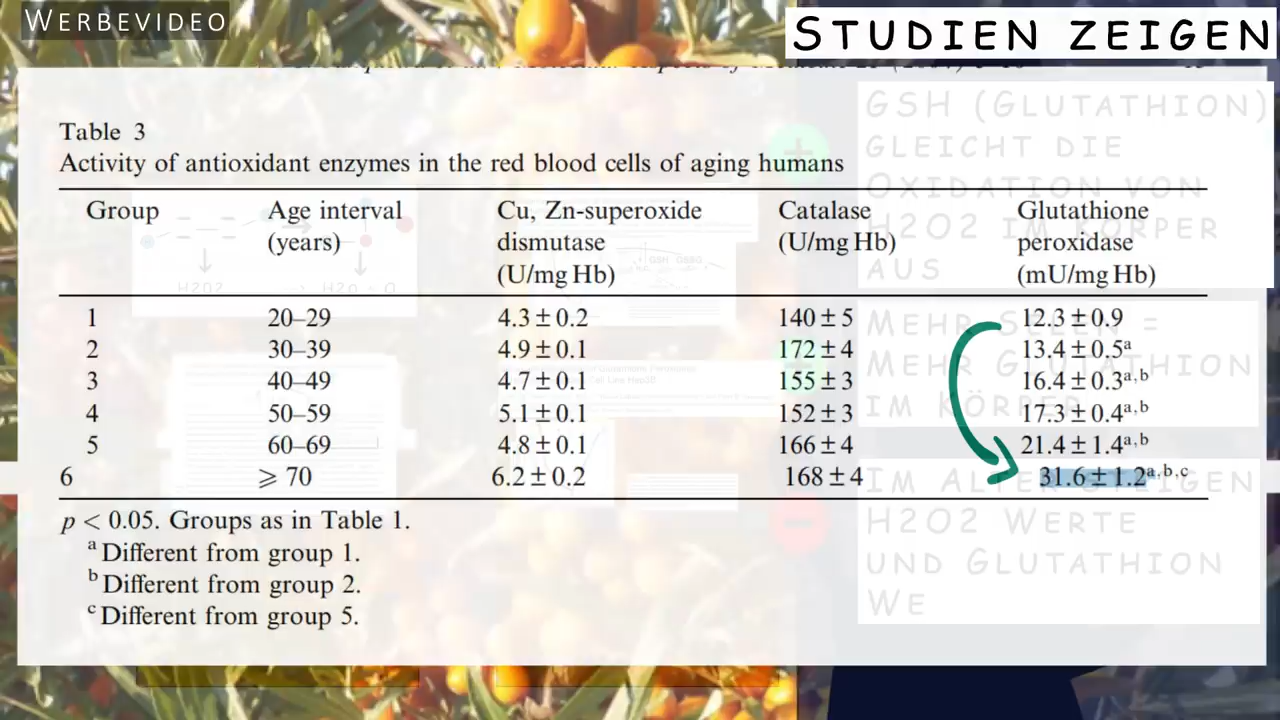 WERBEVIDEO
STUDIEN ZEIGEN
Table 3
Activity of antioxidant enzymes in the red blood cells of aging humans
Group Age interval (years) Cu, Zn-superoxide dismutase (U/mg Hb) Catalase (U/mg Hb) Glutathione peroxidase (mU/mg Hb)
1 20–29 4.3 ± 0.2 140 ± 5 12.3 ± 0.9
2 30–39 4.9 ± 0.1 172 ± 4 13.4 ± 0.5a
3 40–49 4.7 ± 0.1 155 ± 3 16.4 ± 0.3a,b
4 50–59 5.1 ± 0.1 152 ± 3 17.3 ± 0.4a,b
5 60–69 4.8 ± 0.1 166 ± 4 21.4 ± 1.4a,b
6 ⩾ 70 6.2 ± 0.2 168 ± 4 31.6 ± 1.2a,b,c
p < 0.05. Groups as in Table 1.
a Different from group 1.
b Different from group 2.
c Different from group 5.
GSH (GLUTATHION)
GLEICHT DIE
OXIDATION VON
H2O2 IM KÖRPER
AUS
MEHR SELEN =
MEHR GLUTATHION
IM KÖRPER
IM ALTER STEIGEN
H2O2 WERTE
UND GLUTATHION
WE
H2O2
GSH GSSG